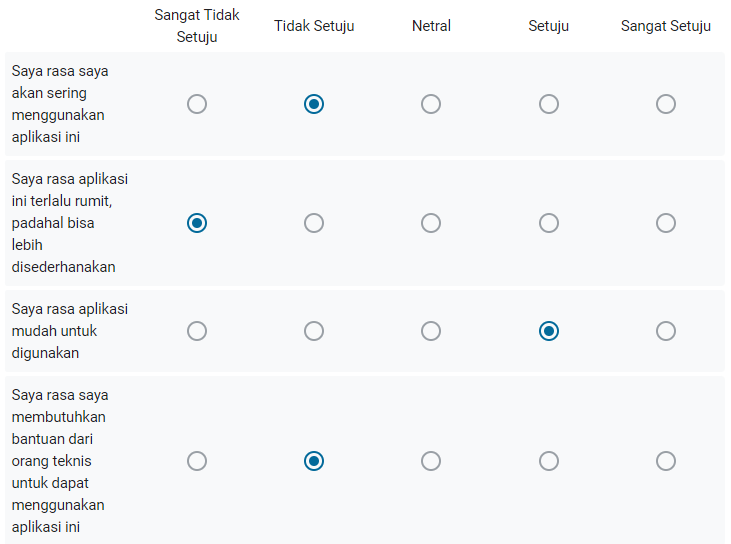 Sangat Tidak
Setuju
Tidak Setuju
Netral
Setuju
Sangat Setuju
Saya rasa saya
akan sering
menggunakan
aplikasi ini
Saya rasa aplikasi
ini terlalu rumit,
padahal bisa
lebih
disederhanakan
Saya rasa aplikasi
mudah untuk
digunakan
Saya rasa saya
membutuhkan
bantuan dari
orang teknis
untuk dapat
menggunakan
aplikasi ini